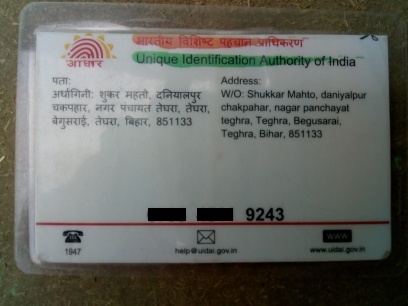 भारतीय विशिष्ट पहचान आधिकरण
आधार
Unique Identification Authority of India
पता:
अर्धांगिनी: शुकर महतो, दनियालपुर
चकपहार, नगर पंचायत तेघरा, तेघरा,
बेगुसराई, तेघरा, बिहार, 851133
Address:
W/O: Shukkar Mahto, daniyalpur
chakpahar, nagar panchayat
teghra, Teghra, Begusarai,
Teghra, Bihar, 851133
9243
1947
help@uidai.gov.in
www
www.uidai.gov.in